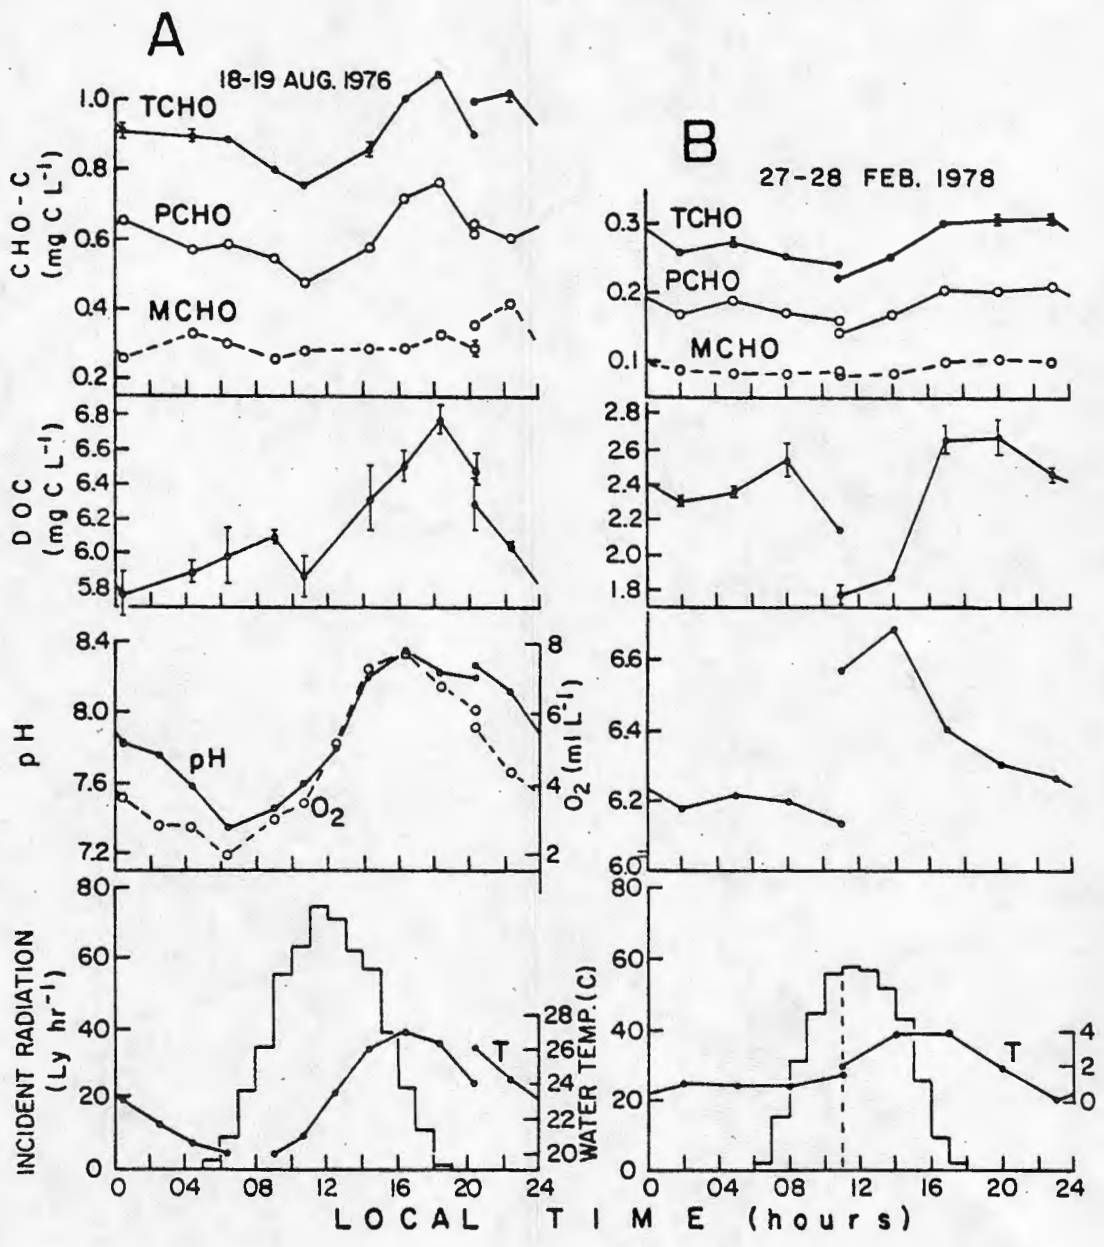 A
18-19 AUG. 1976
CHO-C
(mg C L⁻¹)
1.0
0.8
0.6
0.4
0.2
TCHO
PCHO
MCHO
B
27-28 FEB. 1978
0.3
0.2
0.1
TCHO
PCHO
MCHO
DOC
(mg C L⁻¹)
6.8
6.6
6.4
6.2
6.0
5.8
2.8
2.6
2.4
2.2
2.0
1.8
pH
8.4
8.0
7.6
7.2
pH
O₂
8
6
4
2
O₂ (ml L⁻¹)
6.6
6.4
6.2
6.0
INCIDENT RADIATION
(Ly hr⁻¹)
80
60
40
20
0
T
28
26
24
22
20
WATER TEMP. (C)
80
60
40
20
0
T
4
2
0
0 04 08 12 16 20 24
0 04 08 12 16 20 24
LOCAL TIME (hours)